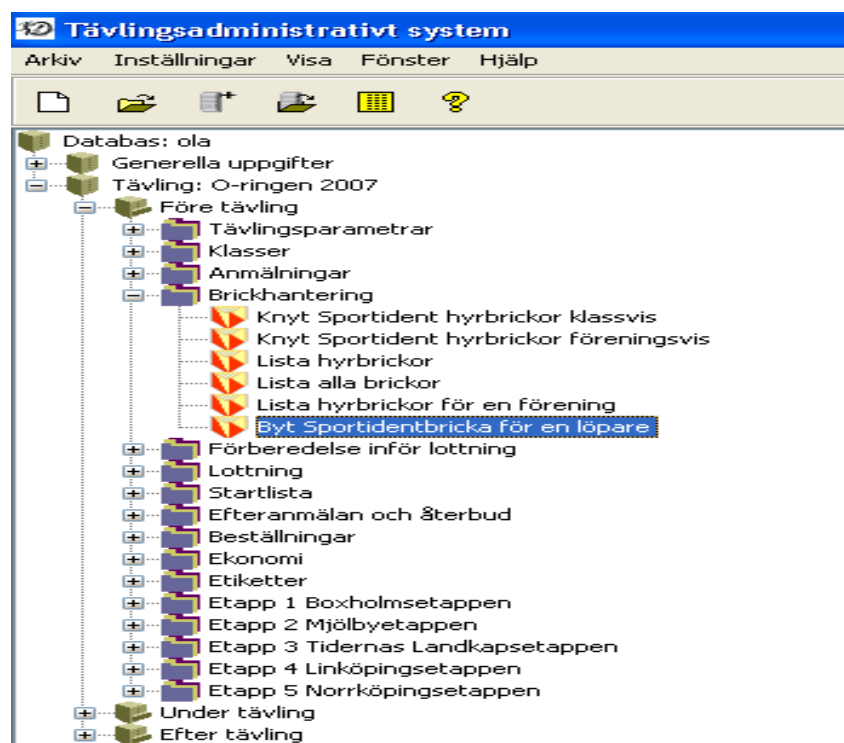 Tävlingsadministrativt system
Arkiv Inställningar Visa Fönster Hjälp
Databas: ola
Generella uppgifter
Tävling: O-ringen 2007
Före tävling
Tävlingsparametrar
Klasser
Anmälningar
Brickhantering
Knyt Sportident hyrbrickor klassvis
Knyt Sportident hyrbrickor föreningsvis
Lista hyrbrickor
Lista alla brickor
Lista hyrbrickor för en förening
Byt Sportidentbricka för en löpare
Förberedelse inför lottning
Lottning
Startlista
Efteranmälan och återbud
Beställningar
Ekonomi
Etiketter
Etapp 1 Boxholmsetappen
Etapp 2 Mjölbyetappen
Etapp 3 Tidernas Landkapsetappen
Etapp 4 Linköpingsetappen
Etapp 5 Norrköpingsetappen
Under tävling
Efter tävling